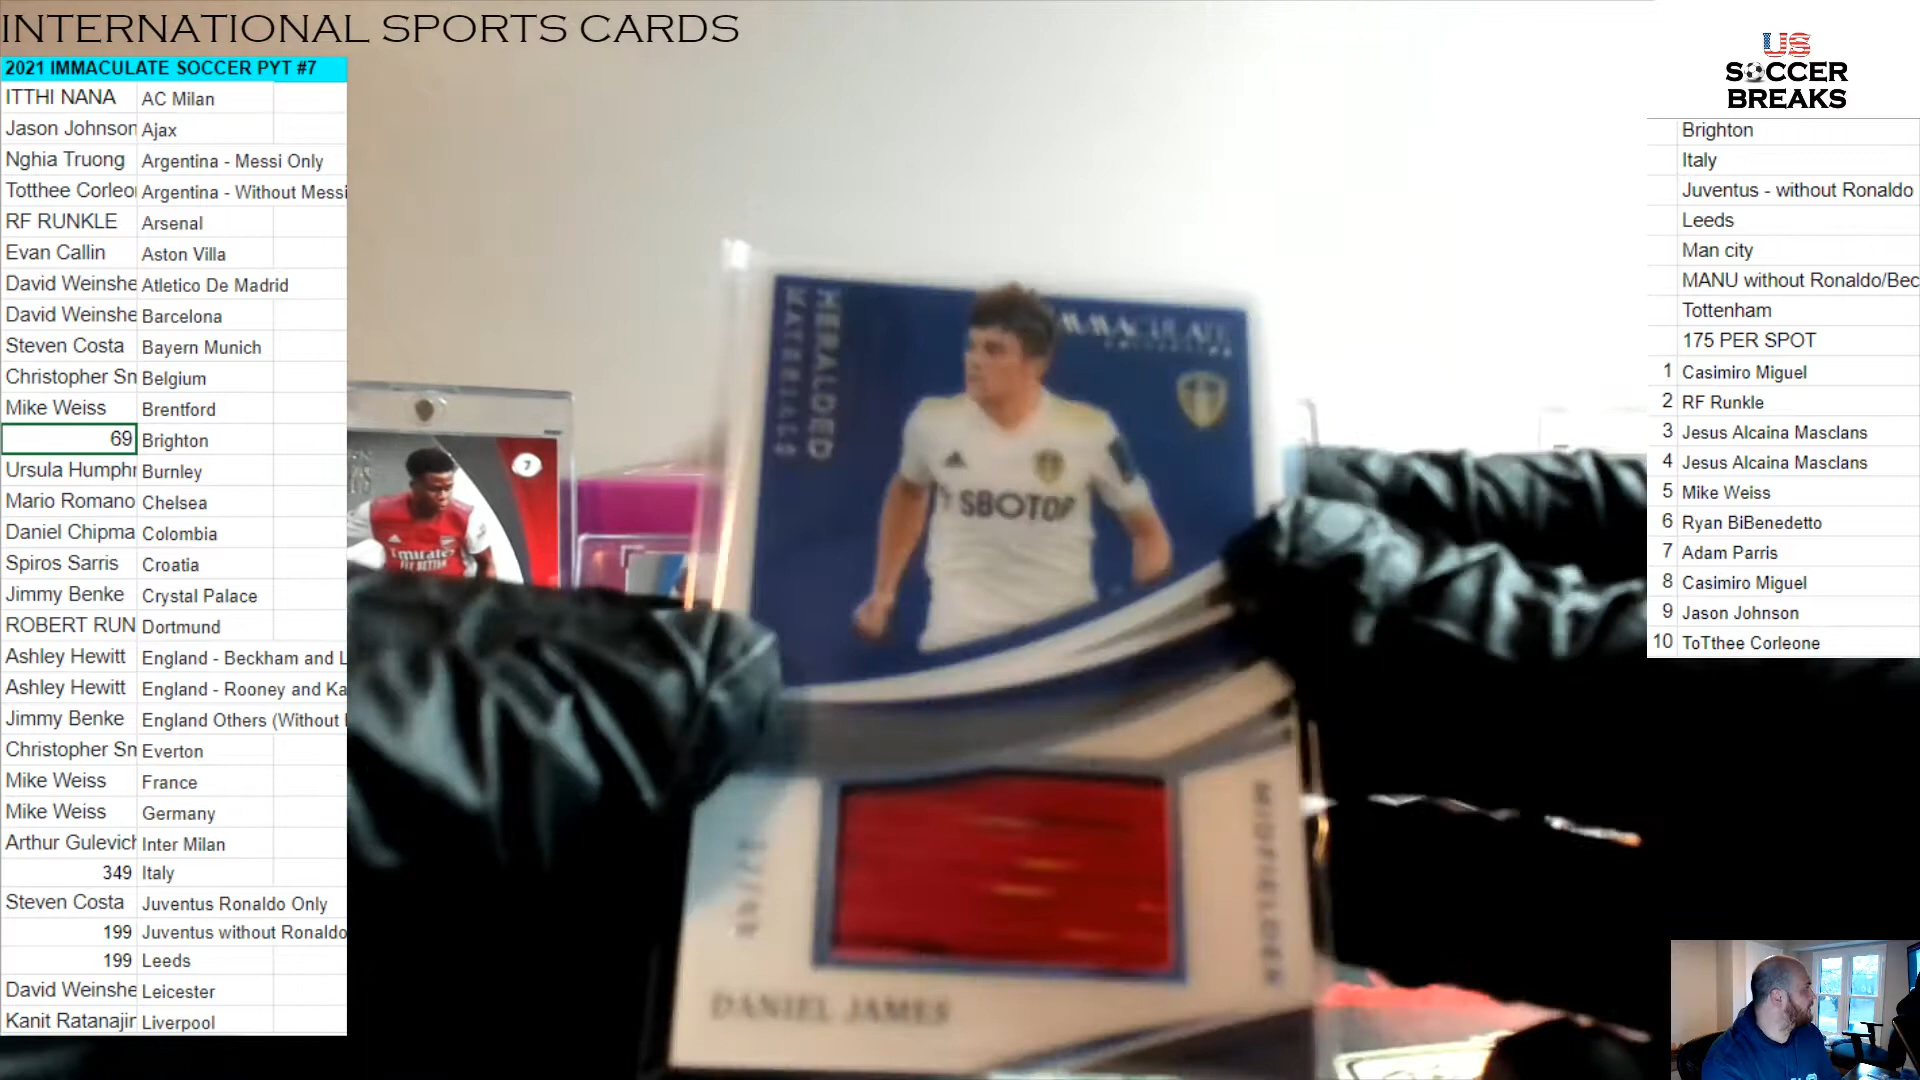 INTERNATIONAL SPORTS CARDS
2021 IMMACULATE SOCCER PYT #7
ITTHI NANA AC Milan
Jason Johnson Ajax
Nghia Truong Argentina - Messi Only
Totthee Corleo Argentina - Without Messi
RF RUNKLE Arsenal
Evan Callin Aston Villa
David Weinshe Atletico De Madrid
David Weinshe Barcelona
Steven Costa Bayern Munich
Christopher Sn Belgium
Mike Weiss Brentford
69 Brighton
Ursula Humphr Burnley
Mario Romano Chelsea
Daniel Chipma Colombia
Spiros Sarris Croatia
Jimmy Benke Crystal Palace
ROBERT RUN Dortmund
Ashley Hewitt England - Beckham and L
Ashley Hewitt England - Rooney and Ka
Jimmy Benke England Others (Without
Christopher Sn Everton
Mike Weiss France
Mike Weiss Germany
Arthur Gulevich Inter Milan
349 Italy
Steven Costa Juventus Ronaldo Only
199 Juventus without Ronaldo
199 Leeds
David Weinshe Leicester
Kanit Ratanajir Liverpool
7
Emirates
FLY BETTER
HERALDED
MATERIALS
IMMACULATE
COLLECTION
SBOTOP
MIDFIELDER
DANIEL JAMES
US
SOCCER
BREAKS
Brighton
Italy
Juventus - without Ronaldo
Leeds
Man city
MANU without Ronaldo/Bec
Tottenham
175 PER SPOT
1 Casimiro Miguel
2 RF Runkle
3 Jesus Alcaina Masclans
4 Jesus Alcaina Masclans
5 Mike Weiss
6 Ryan BiBenedetto
7 Adam Parris
8 Casimiro Miguel
9 Jason Johnson
10 ToTthee Corleone